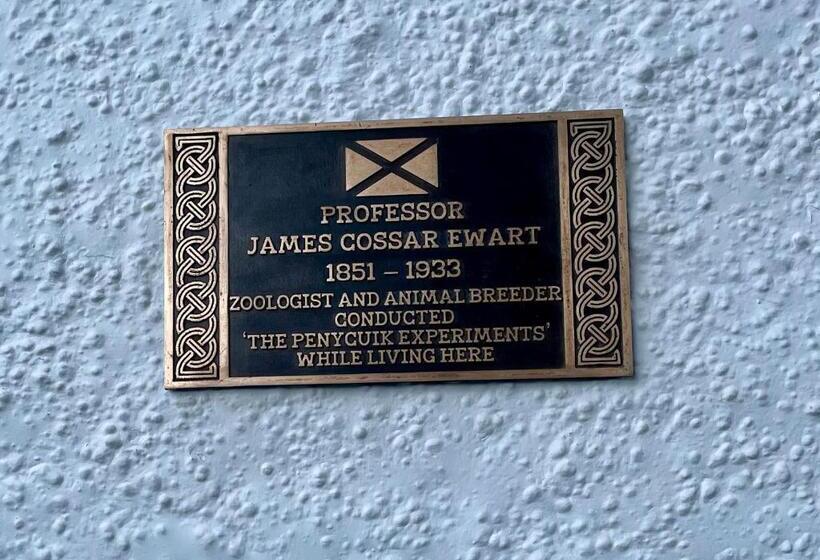 PROFESSOR
JAMES COSSAR EWART
1851 – 1933
ZOOLOGIST AND ANIMAL BREEDER
CONDUCTED
'THE PENYCUIK EXPERIMENTS'
WHILE LIVING HERE